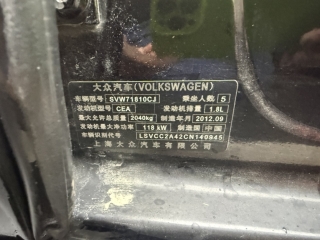 大众汽车(VOLKSWAGEN)
车辆型号 SVW71810CJ 乘坐人数 5
发动机型号 CEA 发动机排量 1.8L
最大允许总质量 2040kg 制造年月 2012.09
发动机最大净功率 118 kW 制造国 中国
车辆识别代号 LSVCC2A42CN140945
上海大众汽车有限公司